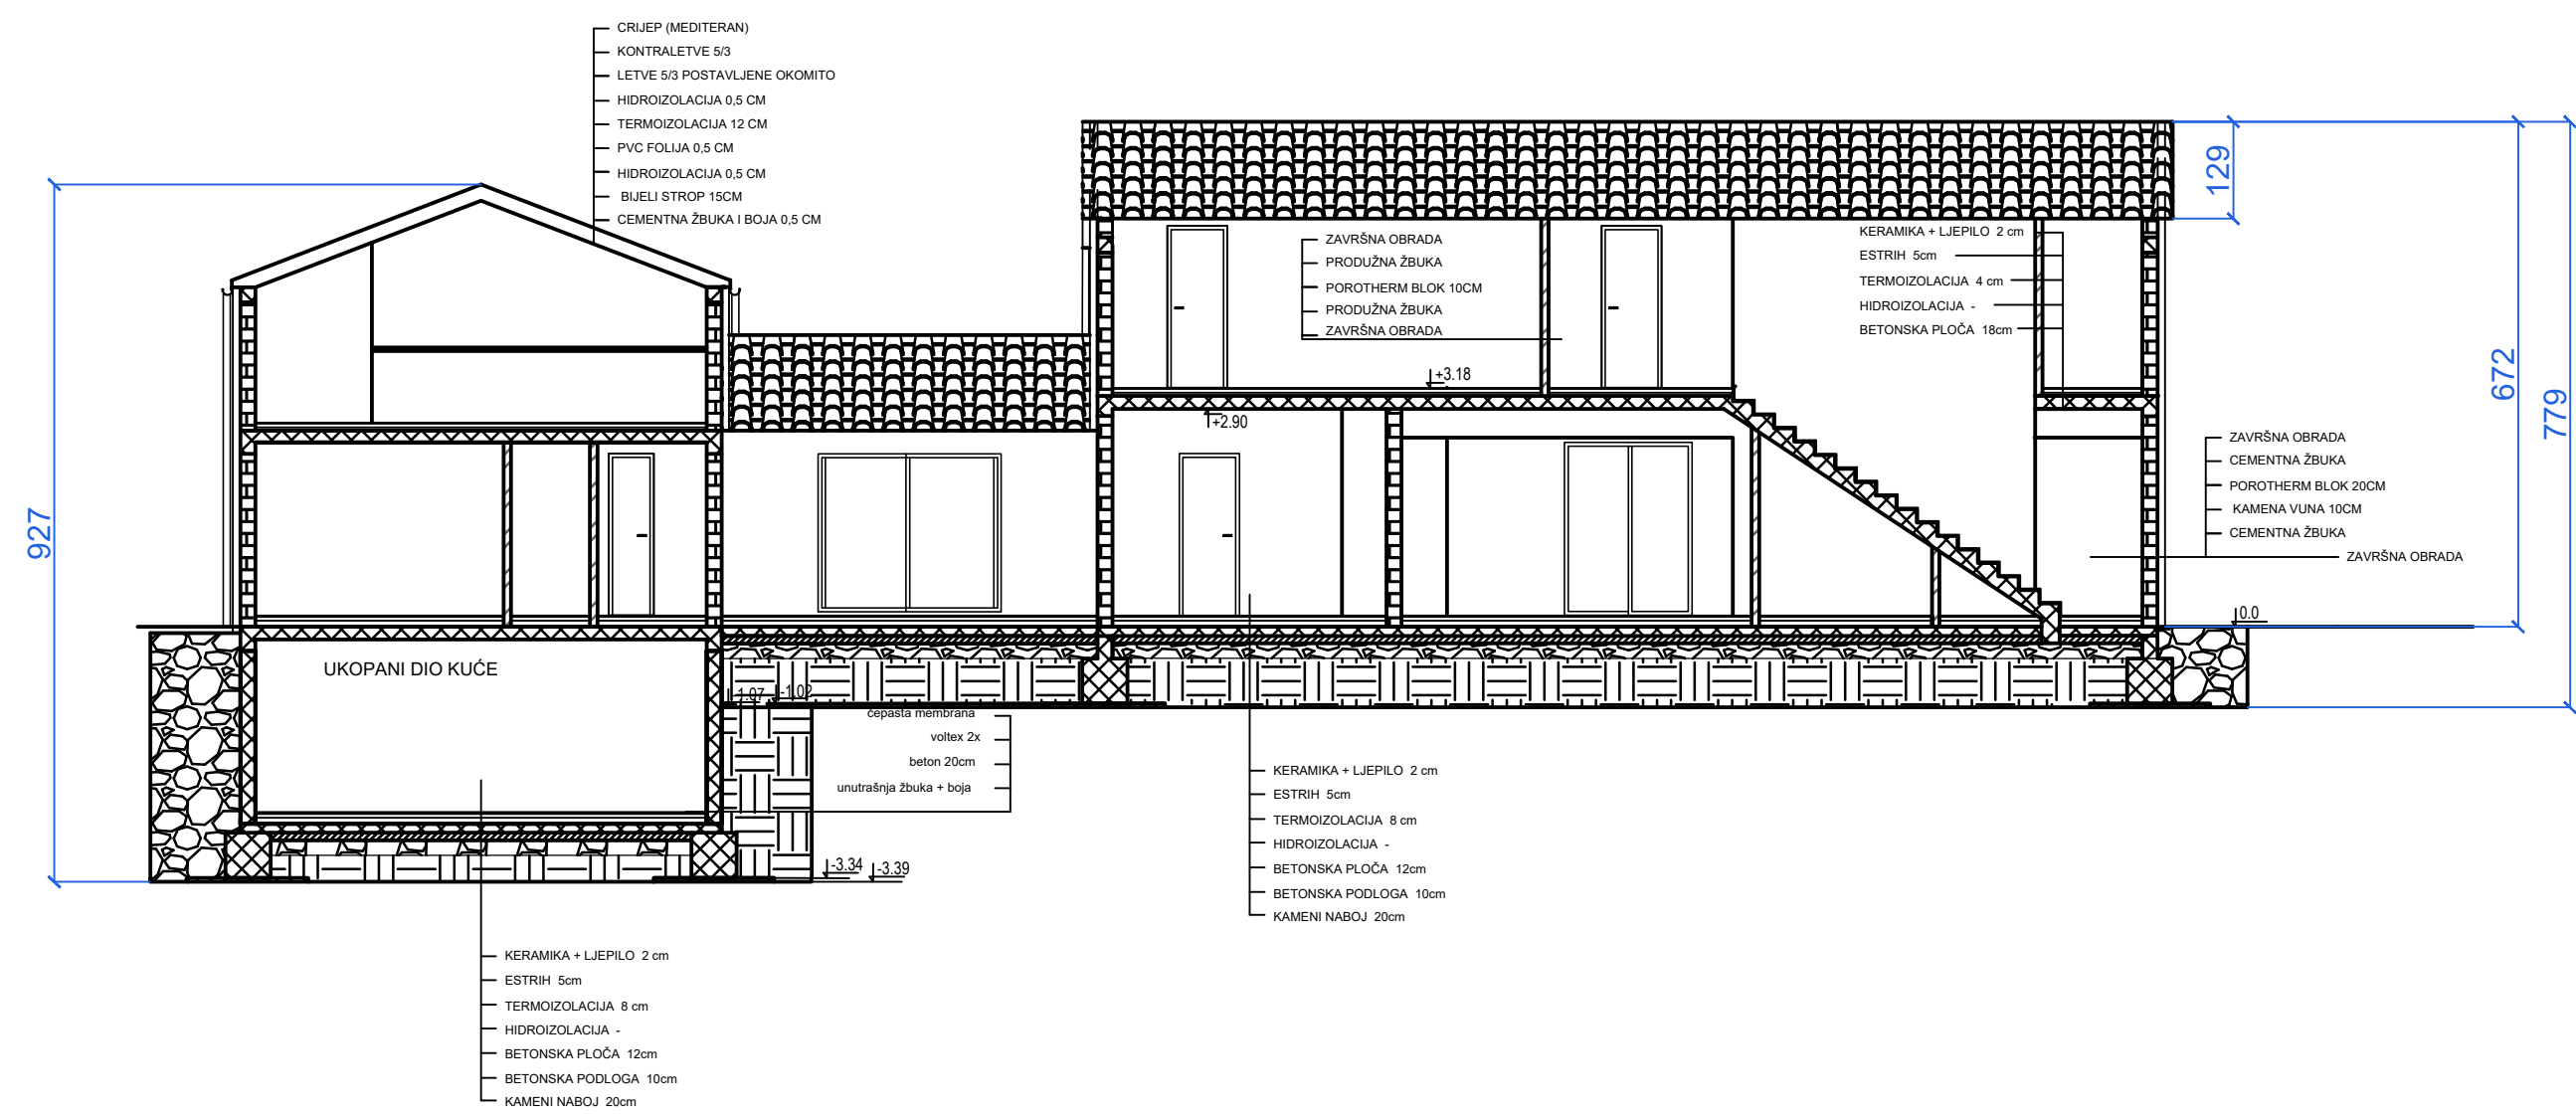 CRIJEP (MEDITERAN)
KONTRALETVE 5/3
LETVE 5/3 POSTAVLJENE OKOMITO
HIDROIZOLACIJA 0,5 CM
TERMOIZOLACIJA 12 CM
PVC FOLIJA 0,5 CM
HIDROIZOLACIJA 0,5 CM
BIJELI STROP 15CM
CEMENTNA ŽBUKA I BOJA 0,5 CM
129
672
779
927
ZAVRŠNA OBRADA
PRODUŽNA ŽBUKA
POROTHERM BLOK 10CM
PRODUŽNA ŽBUKA
ZAVRŠNA OBRADA
KERAMIKA + LJEPILO 2 cm
ESTRIH 5cm
TERMOIZOLACIJA 4 cm
HIDROIZOLACIJA -
BETONSKA PLOČA 18cm
+3.18
+2.90
ZAVRŠNA OBRADA
CEMENTNA ŽBUKA
POROTHERM BLOK 20CM
KAMENA VUNA 10CM
CEMENTNA ŽBUKA
ZAVRŠNA OBRADA
0.0
UKOPANI DIO KUĆE
-1.07
-1.02
čepasta membrana
voltex 2x
beton 20cm
unutrašnja žbuka + boja
-3.34
-3.39
KERAMIKA + LJEPILO 2 cm
ESTRIH 5cm
TERMOIZOLACIJA 8 cm
HIDROIZOLACIJA -
BETONSKA PLOČA 12cm
BETONSKA PODLOGA 10cm
KAMENI NABOJ 20cm
KERAMIKA + LJEPILO 2 cm
ESTRIH 5cm
TERMOIZOLACIJA 8 cm
HIDROIZOLACIJA -
BETONSKA PLOČA 12cm
BETONSKA PODLOGA 10cm
KAMENI NABOJ 20cm